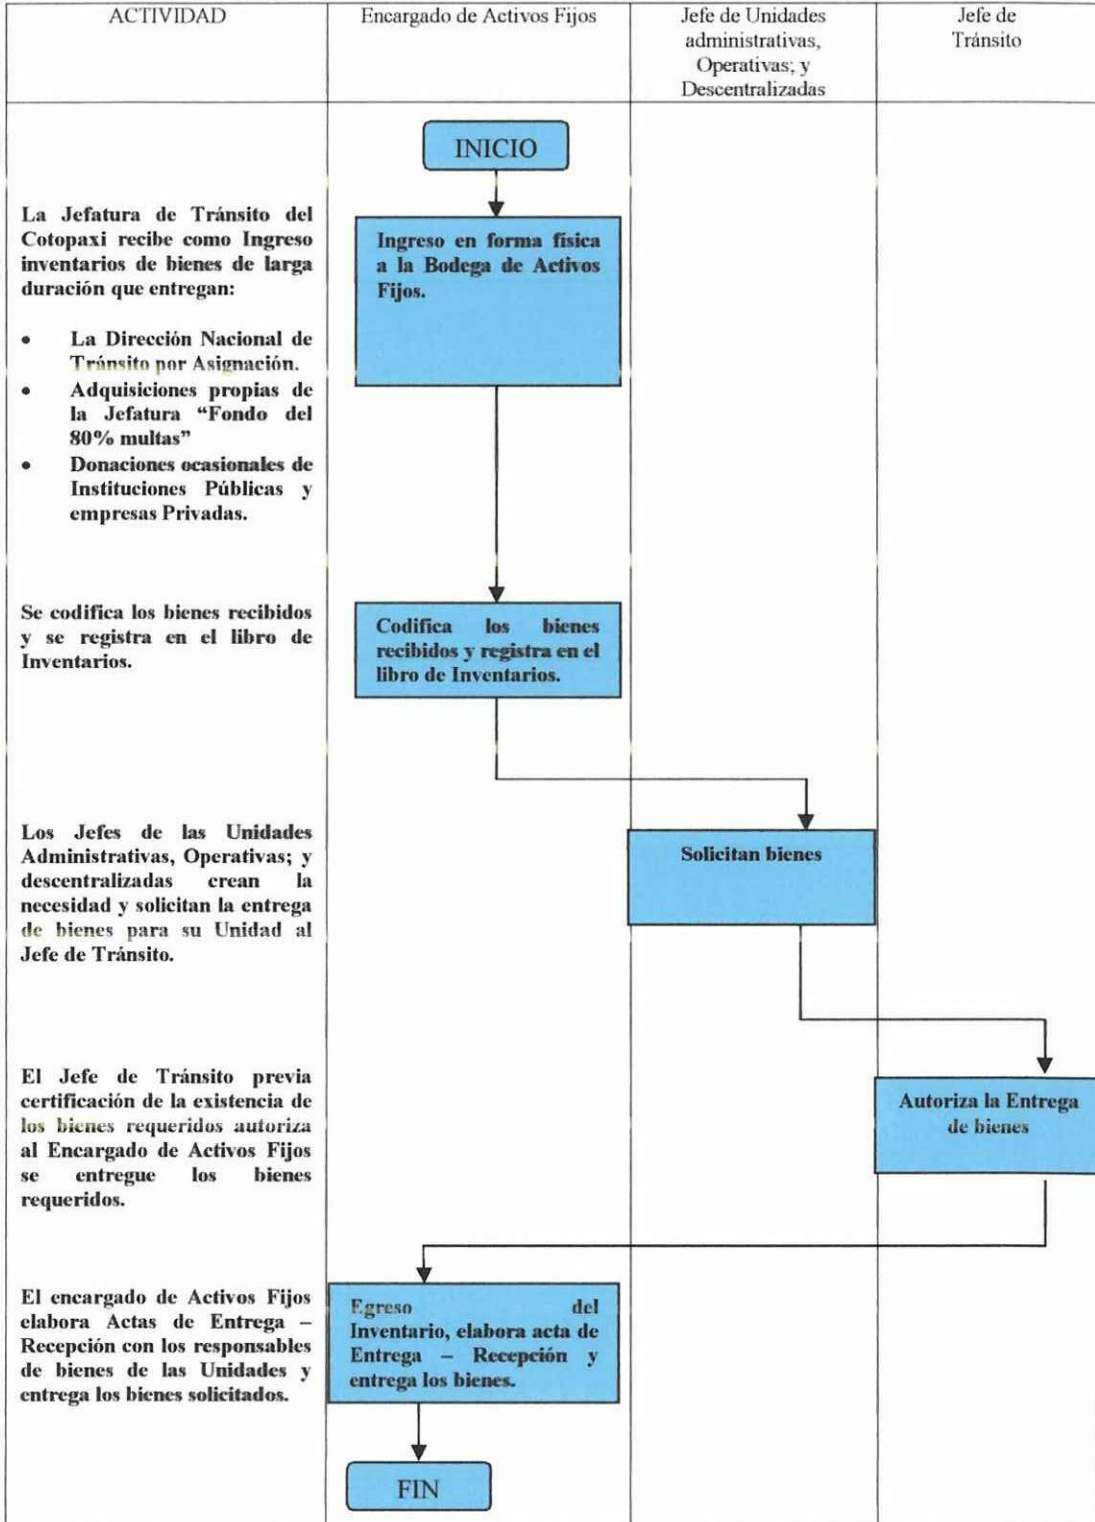 ACTIVIDAD
Encargado de Activos Fijos
Jefe de Unidades
administrativas,
Operativas; y
Descentralizadas
Jefe de
Tránsito
INICIO
La Jefatura de Tránsito del
Cotopaxi recibe como Ingreso
inventarios de bienes de larga
duración que entregan:
• La Dirección Nacional de
Tránsito por Asignación.
• Adquisiciones propias de
la Jefatura “Fondo del
80% multas”
• Donaciones ocasionales de
Instituciones Públicas y
empresas Privadas.
Ingreso en forma física
a la Bodega de Activos
Fijos.
Se codifica los bienes recibidos
y se registra en el libro de
Inventarios.
Codifica los bienes
recibidos y registra en el
libro de Inventarios.
Los Jefes de las Unidades
Administrativas, Operativas; y
descentralizadas crean la
necesidad y solicitan la entrega
de bienes para su Unidad al
Jefe de Tránsito.
Solicitan bienes
El Jefe de Tránsito previa
certificación de la existencia de
los bienes requeridos autoriza
al Encargado de Activos Fijos
se entregue los bienes
requeridos.
Autoriza la Entrega
de bienes
El encargado de Activos Fijos
elabora Actas de Entrega –
Recepción con los responsables
de bienes de las Unidades y
entrega los bienes solicitados.
Egreso del
Inventario, elabora acta de
Entrega – Recepción y
entrega los bienes.
FIN